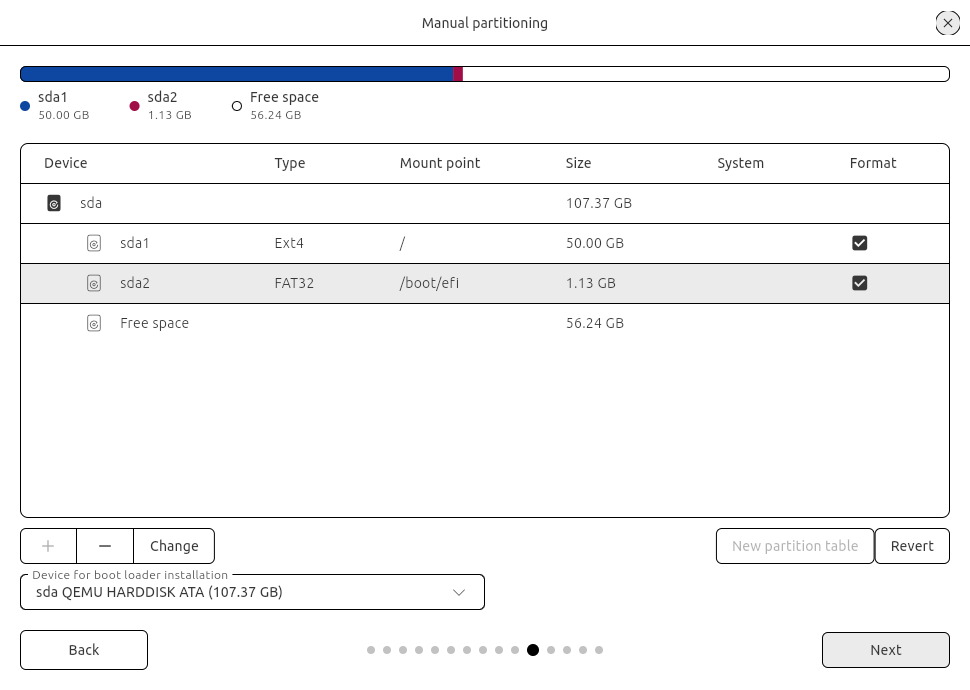 Manual partitioning
sda1
50.00 GB
sda2
1.13 GB
Free space
56.24 GB
Device Type Mount point Size System Format
sda 107.37 GB
sda1 Ext4 / 50.00 GB
sda2 FAT32 /boot/efi 1.13 GB
Free space 56.24 GB
+ − Change New partition table Revert
Device for boot loader installation
sda QEMU HARDDISK ATA (107.37 GB)
Back Next